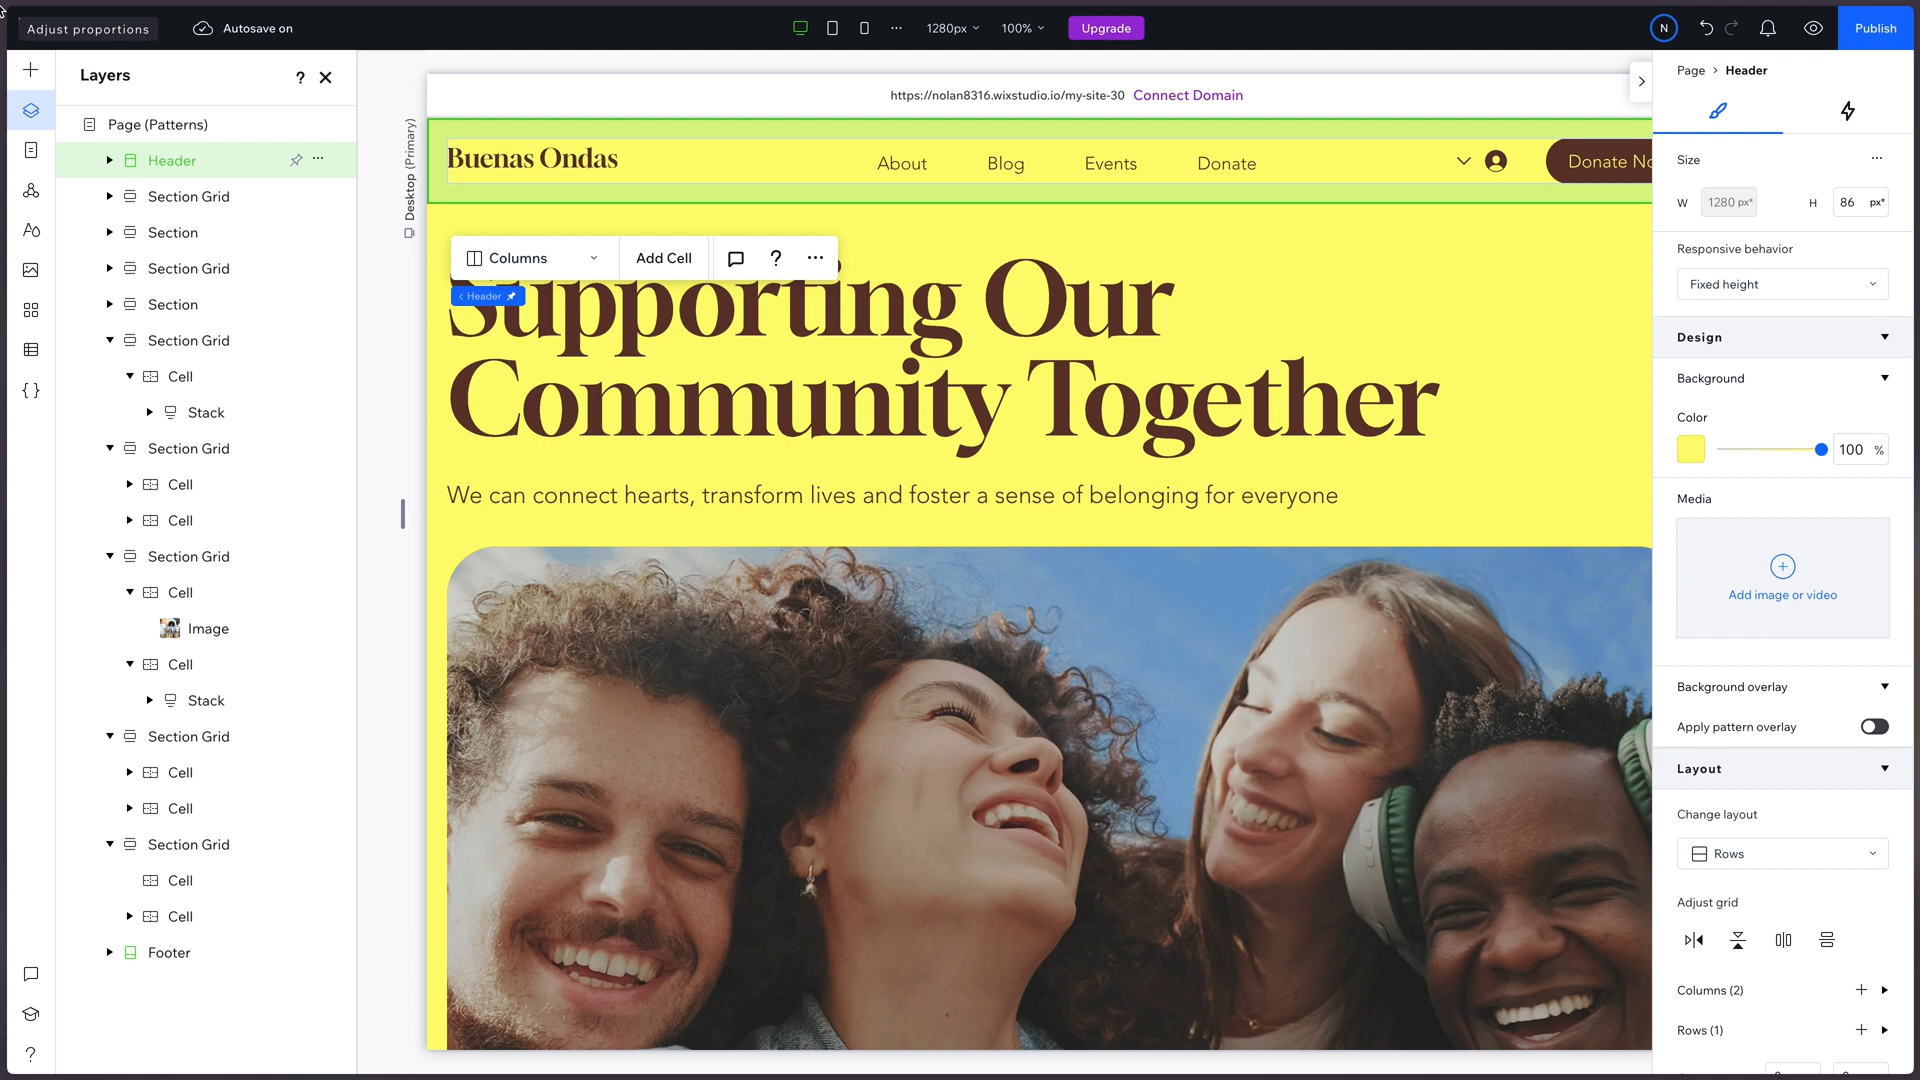 Adjust proportions
Autosave on
1280px
100%
Upgrade
N
Publish
Layers
?
Page (Patterns)
Header
Section Grid
Section
Section Grid
Section
Section Grid
Cell
Stack
Section Grid
Cell
Cell
Section Grid
Cell
Image
Cell
Stack
Section Grid
Cell
Cell
Section Grid
Cell
Cell
Footer
Desktop (Primary)
https://nolan8316.wixstudio.io/my-site-30 Connect Domain
Buenas Ondas
About
Blog
Events
Donate
Donate No
Columns
Add Cell
?
Header
Supporting Our
Community Together
We can connect hearts, transform lives and foster a sense of belonging for everyone
Page > Header
Size
W
1280 px*
H
86 px*
Responsive behavior
Fixed height
Design
Background
Color
100 %
Media
Add image or video
Background overlay
Apply pattern overlay
Layout
Change layout
Rows
Adjust grid
Columns (2)
Rows (1)
?